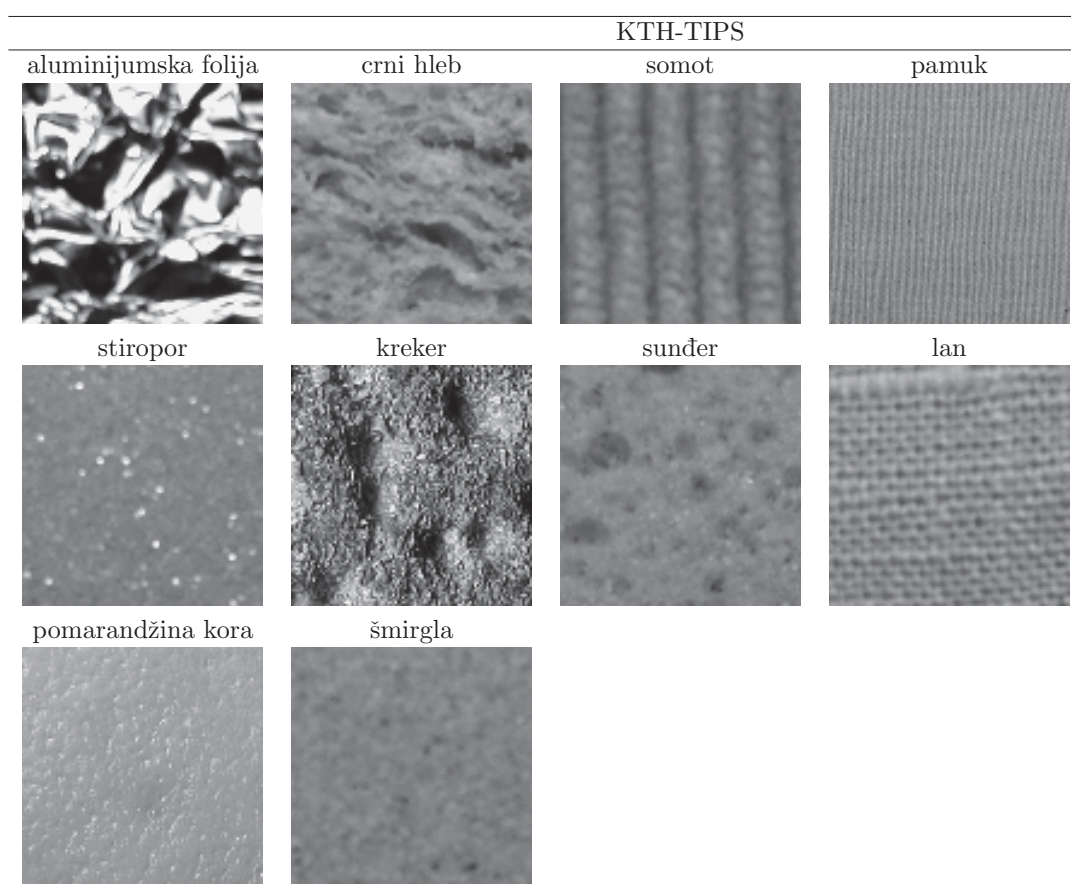 KTH-TIPS
aluminijumska folija crni hleb somot pamuk
stiropor kreker sunđer lan
pomarandžina kora šmirgla